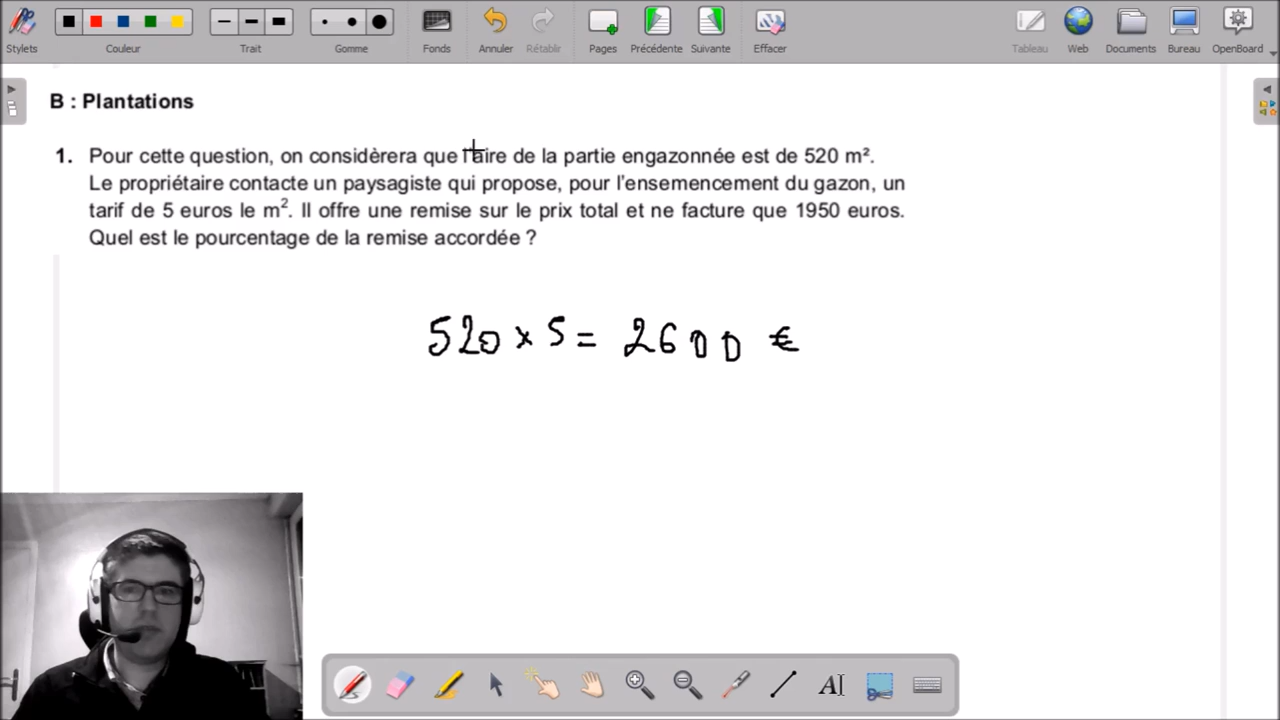 Stylets Couleur Trait Gomme Fonds Annuler Rétablir Pages Précédente Suivante Effacer Tableau Web Documents Bureau OpenBoard
B : Plantations
1. Pour cette question, on considèrera que l'aire de la partie engazonnée est de 520 m².
Le propriétaire contacte un paysagiste qui propose, pour l'ensemencement du gazon, un
tarif de 5 euros le m². Il offre une remise sur le prix total et ne facture que 1950 euros.
Quel est le pourcentage de la remise accordée ?
520 × 5 = 2600 €
AI